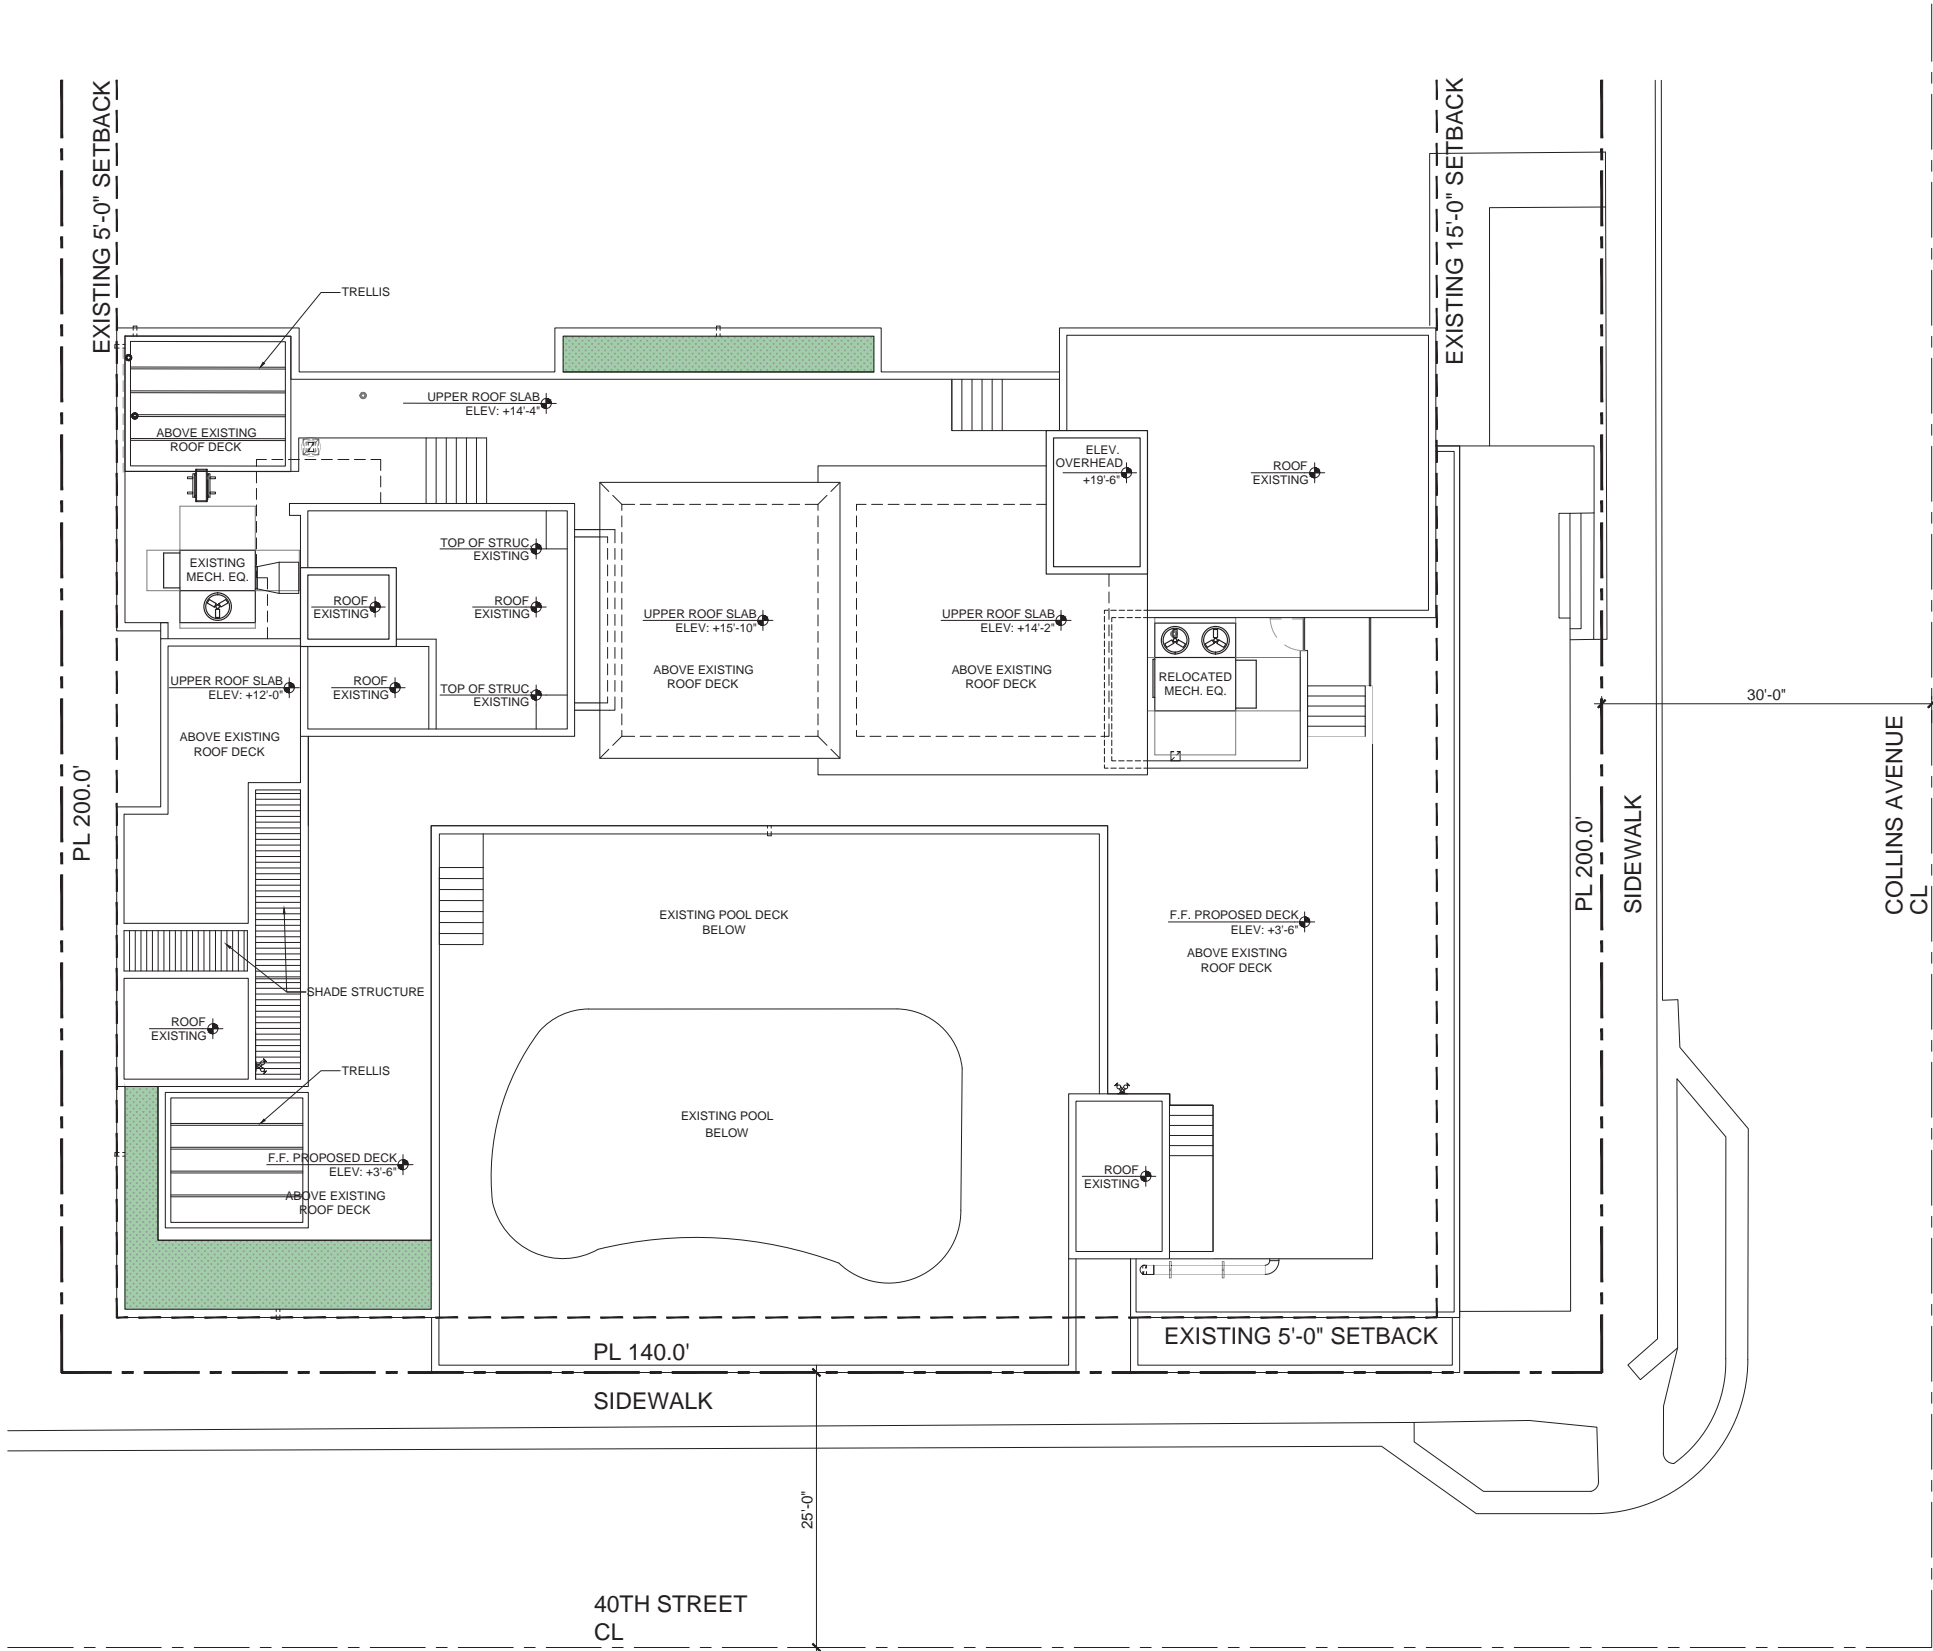 EXISTING 5'-0" SETBACK
EXISTING 15'-0" SETBACK
TRELLIS
UPPER ROOF SLAB
ELEV: +14'-4"
ABOVE EXISTING
ROOF DECK
ELEV.
OVERHEAD
+19'-6"
ROOF
EXISTING
TOP OF STRUC.
EXISTING
EXISTING
MECH. EQ.
ROOF
EXISTING
ROOF
EXISTING
UPPER ROOF SLAB
ELEV: +15'-10"
ABOVE EXISTING
ROOF DECK
UPPER ROOF SLAB
ELEV: +14'-2"
ABOVE EXISTING
ROOF DECK
RELOCATED
MECH. EQ.
UPPER ROOF SLAB
ELEV: +12'-0"
ROOF
EXISTING
TOP OF STRUC.
EXISTING
ABOVE EXISTING
ROOF DECK
30'-0"
COLLINS AVENUE
CL
PL 200.0'
PL 200.0'
SIDEWALK
EXISTING POOL DECK
BELOW
F.F. PROPOSED DECK
ELEV: +3'-6"
ABOVE EXISTING
ROOF DECK
SHADE STRUCTURE
ROOF
EXISTING
TRELLIS
EXISTING POOL
BELOW
F.F. PROPOSED DECK
ELEV: +3'-6"
ABOVE EXISTING
ROOF DECK
ROOF
EXISTING
EXISTING 5'-0" SETBACK
PL 140.0'
SIDEWALK
25'-0"
40TH STREET
CL